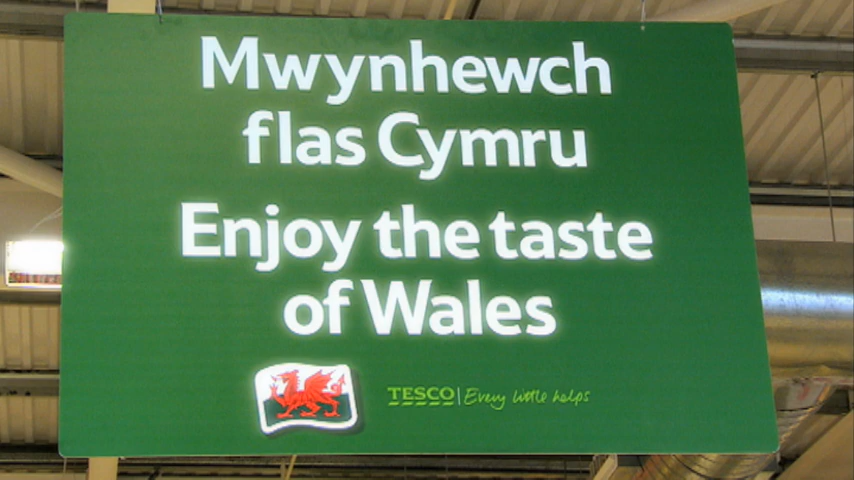 Mwynhewch
flas Cymru
Enjoy the taste
of Wales
TESCO | Every little helps